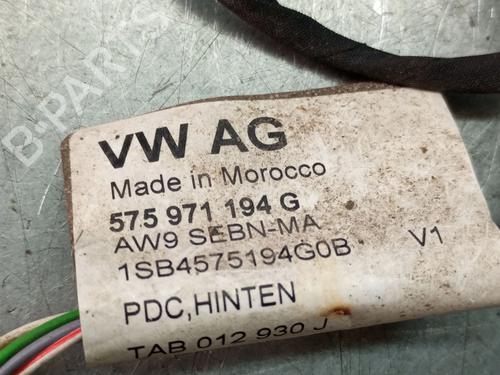 B-PARTS
VW AG
Made in Morocco
575 971 194 G
AW9 SEBN-MA
1SB4575194G0B V1
PDC,HINTEN
TAB 012 930 J